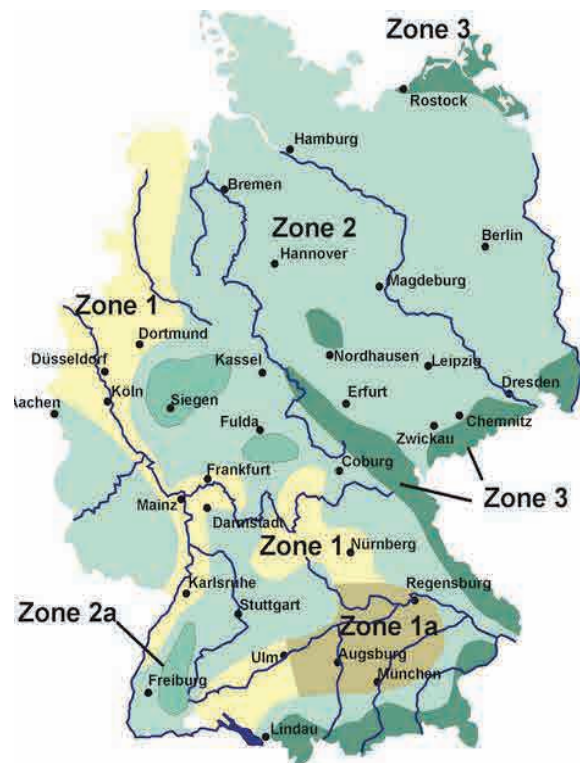 Zone 3
Rostock
Hamburg
Bremen
Zone 2
Berlin
Hannover
Magdeburg
Zone 1
Dortmund
Nordhausen
Düsseldorf
Kassel
Leipzig
Dresden
Köln
Siegen
Erfurt
Aachen
Chemnitz
Fulda
Zwickau
Coburg
Frankfurt
Zone 3
Mainz
Darmstadt
Zone 1
Nürnberg
Karlsruhe
Regensburg
Zone 2a
Stuttgart
Zone 1a
Ulm
Augsburg
Freiburg
München
Lindau